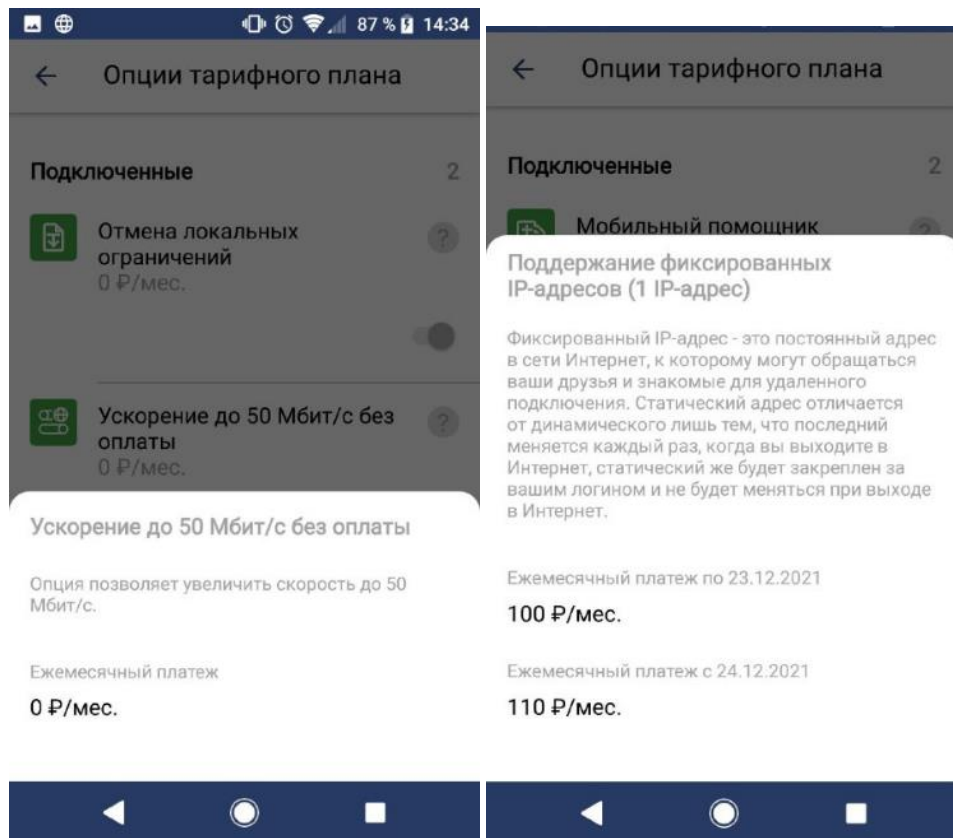 87 % 14:34
Опции тарифного плана
Подключенные 2
Отмена локальных
ограничений
0 ₽/мес.
?
Ускорение до 50 Мбит/с без
оплаты
0 ₽/мес.
?
Ускорение до 50 Мбит/с без оплаты
Опция позволяет увеличить скорость до 50
Мбит/с.
Ежемесячный платеж
0 ₽/мес.
Опции тарифного плана
Подключенные 2
Мобильный помощник
?
Поддержание фиксированных
IP-адресов (1 IP-адрес)
Фиксированный IP-адрес - это постоянный адрес
в сети Интернет, к которому могут обращаться
ваши друзья и знакомые для удаленного
подключения. Статический адрес отличается
от динамического лишь тем, что последний
меняется каждый раз, когда вы выходите в
Интернет, статический же будет закреплен за
вашим логином и не будет меняться при выходе
в Интернет.
Ежемесячный платеж по 23.12.2021
100 ₽/мес.
Ежемесячный платеж с 24.12.2021
110 ₽/мес.